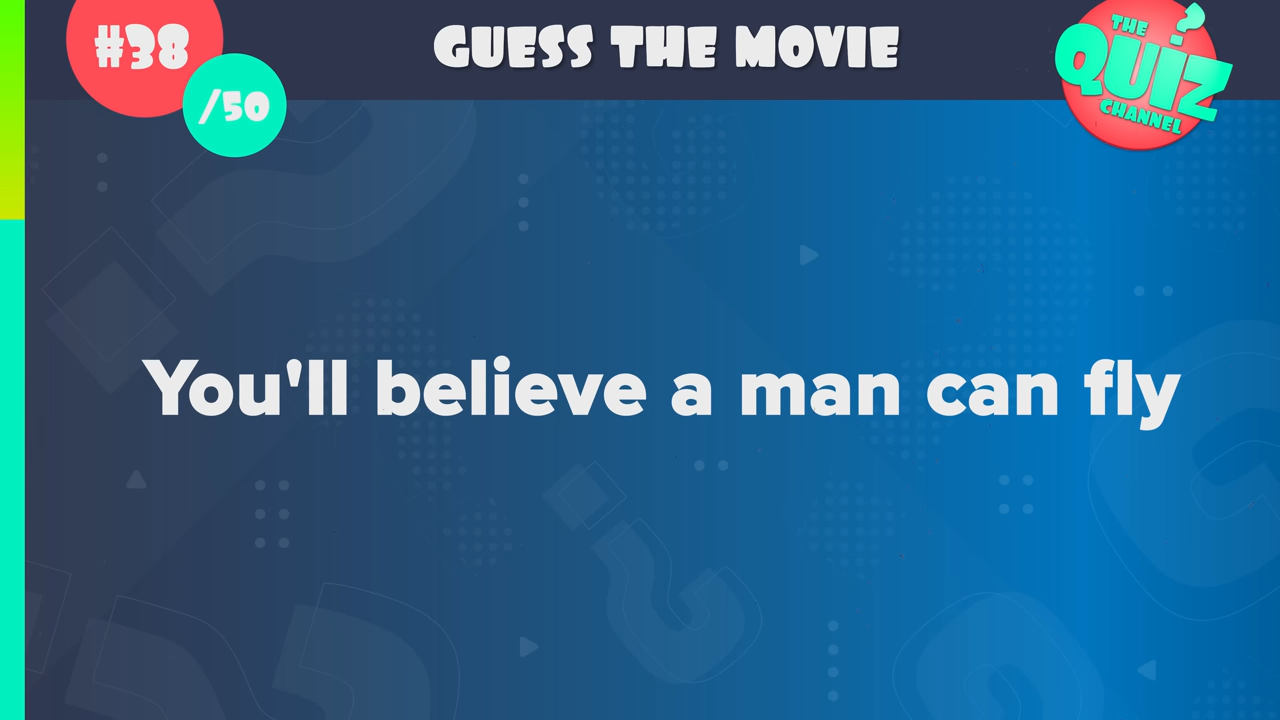 #38
/50
GUESS THE MOVIE
THE
QUIZ
CHANNEL
You'll believe a man can fly